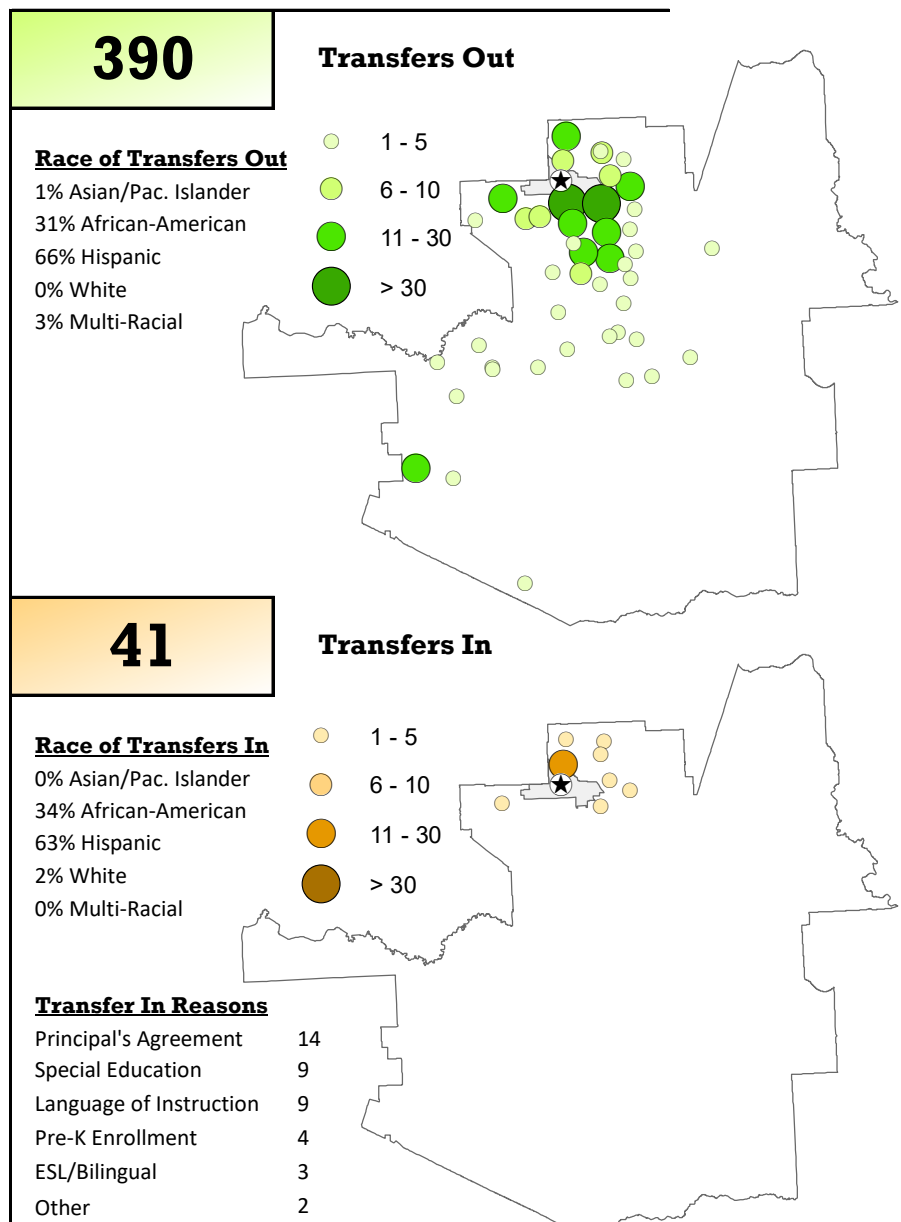 390
Transfers Out
Race of Transfers Out
1% Asian/Pac. Islander
31% African-American
66% Hispanic
0% White
3% Multi-Racial
1 - 5
6 - 10
11 - 30
> 30
41
Transfers In
Race of Transfers In
0% Asian/Pac. Islander
34% African-American
63% Hispanic
2% White
0% Multi-Racial
1 - 5
6 - 10
11 - 30
> 30
Transfer In Reasons
Principal's Agreement 14
Special Education 9
Language of Instruction 9
Pre-K Enrollment 4
ESL/Bilingual 3
Other 2